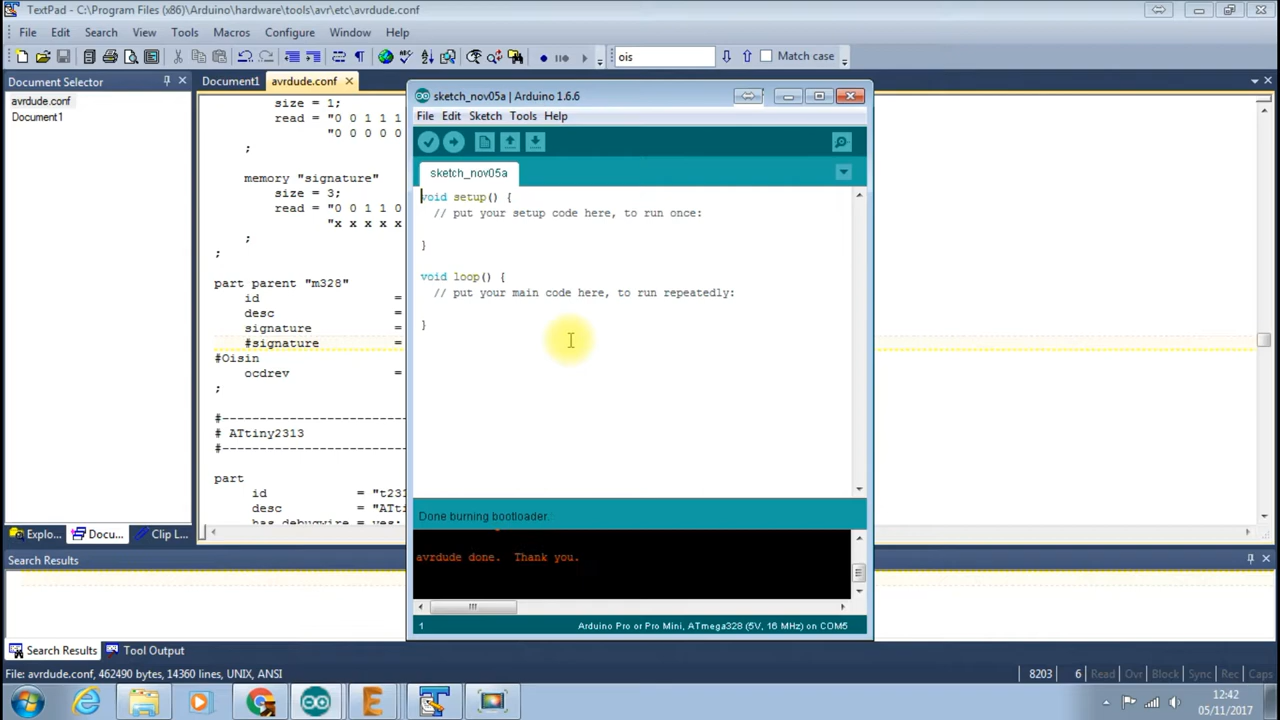 TextPad - C:\Program Files (x86)\Arduino\hardware\tools\avr\etc\avrdude.conf
File Edit Search View Tools Macros Configure Window Help
ois Match case
Document Selector
avrdude.conf
Document1
Document1 avrdude.conf
size = 1;
read = "0 0 1 1 1
"0 0 0 0 0
;
memory "signature"
size = 3;
read = "0 0 1 1 0
"x x x x x
;
;
part parent "m328"
id =
desc =
signature =
#signature =
#Oisin
ocdrev =
;
#---------------------------
# ATtiny2313
#---------------------------
part
id = "t231
desc = "ATt
has_debugwire = yes;
sketch_nov05a | Arduino 1.6.6
File Edit Sketch Tools Help
sketch_nov05a
void setup() {
// put your setup code here, to run once:
}
void loop() {
// put your main code here, to run repeatedly:
}
Done burning bootloader.
avrdude done.  Thank you.
1 Arduino Pro or Pro Mini, ATmega328 (5V, 16 MHz) on COM5
Explo... Docu... Clip L...
Search Results
Search Results Tool Output
File: avrdude.conf, 462490 bytes, 14360 lines, UNIX, ANSI
8203 6 Read Ovr Block Sync Rec Caps
12:42
05/11/2017